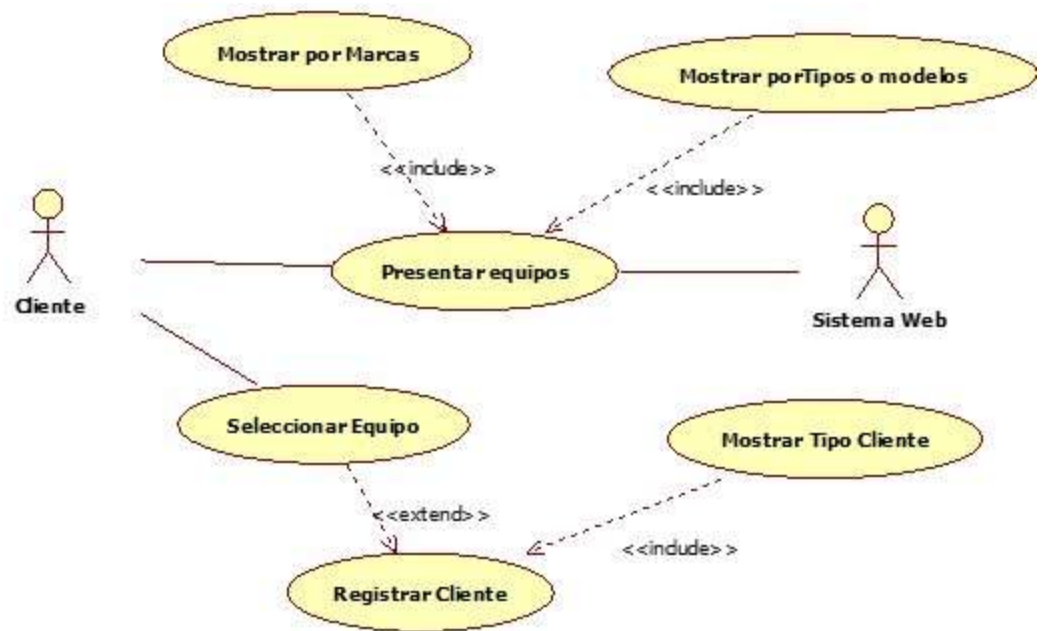 Mostrar por Marcas
Mostrar porTipos o modelos
<<include>>
<<include>>
Presentar equipos
Cliente
Sistema Web
Seleccionar Equipo
Mostrar Tipo Cliente
<<extend>>
<<include>>
Registrar Cliente